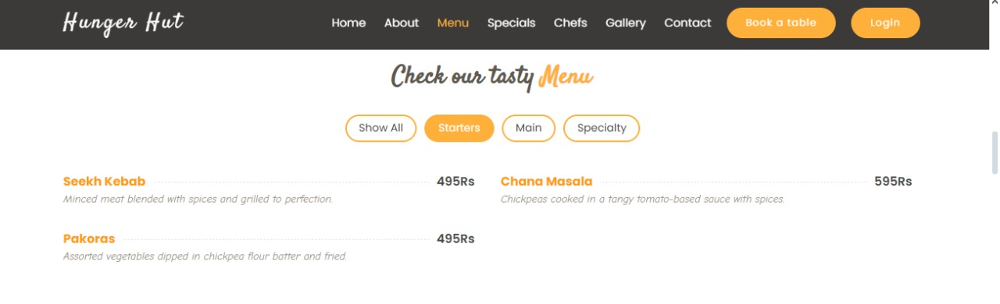 Hunger Hut
Home About Menu Specials Chefs Gallery Contact Book a table Login
Check our tasty Menu
Show All Starters Main Specialty
Seekh Kebab 495Rs
Minced meat blended with spices and grilled to perfection.
Chana Masala 595Rs
Chickpeas cooked in a tangy tomato-based sauce with spices.
Pakoras 495Rs
Assorted vegetables dipped in chickpea flour batter and fried.